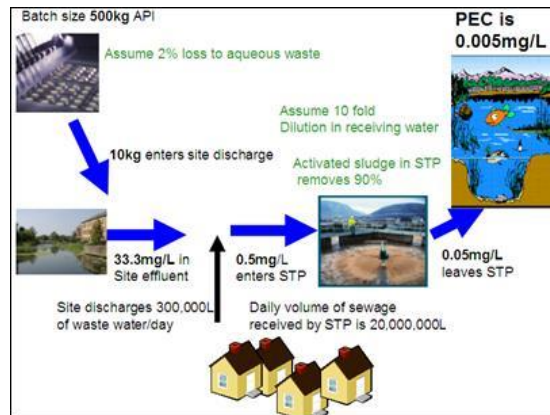 Batch size 500kg API
PEC is
0.005mg/L
Assume 2% loss to aqueous waste
Assume 10 fold
Dilution in receiving water
10kg enters site discharge
Activated sludge in STP
removes 90%
33.3mg/L in
Site effluent
0.5mg/L
enters STP
0.05mg/L
leaves STP
Site discharges 300,000L
of waste water/day
Daily volume of sewage
received by STP is 20,000,000L